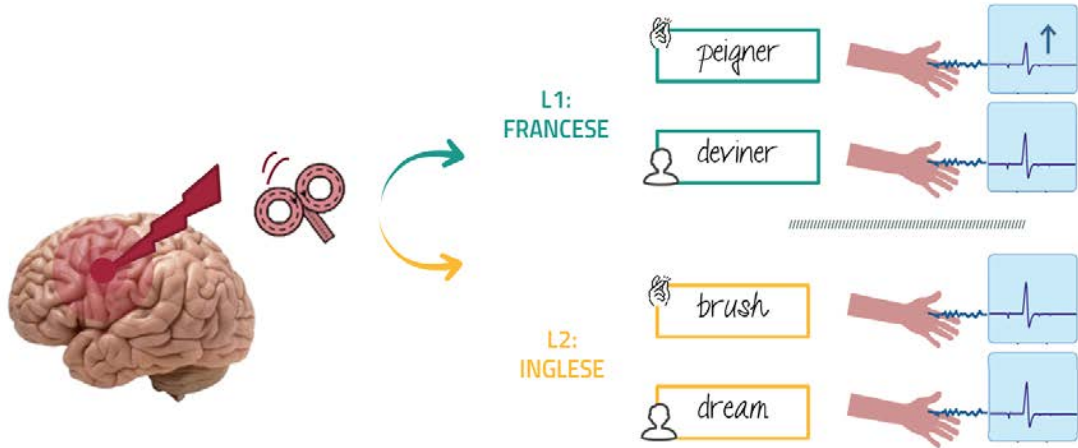 peigner
L1:
FRANCESE
deviner
brush
L2:
INGLESE
dream